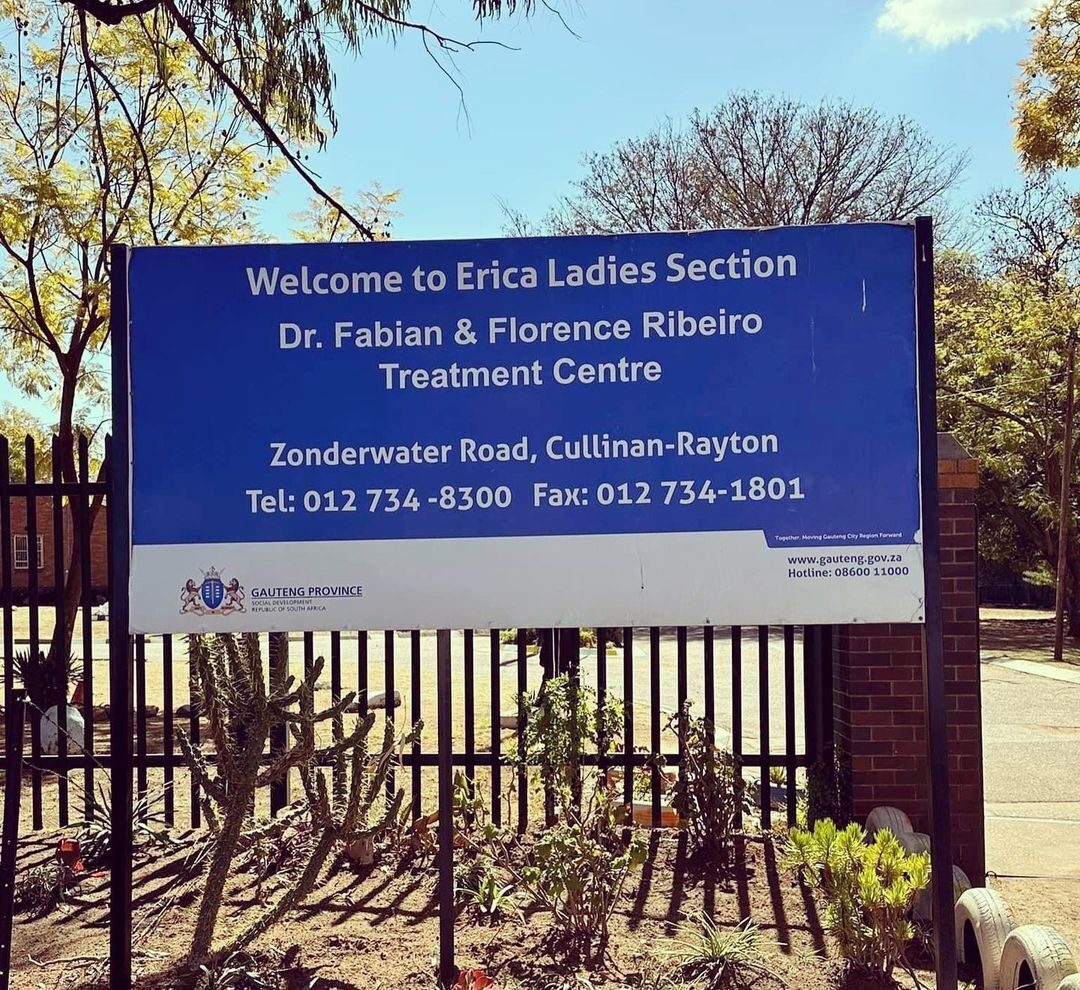 Welcome to Erica Ladies Section
Dr. Fabian & Florence Ribeiro
Treatment Centre
Zonderwater Road, Cullinan-Rayton
Tel: 012 734 -8300 Fax: 012 734-1801
Together, Moving Gauteng City Region Forward
www.gauteng.gov.za
Hotline: 08600 11000
GAUTENG PROVINCE
SOCIAL DEVELOPMENT
REPUBLIC OF SOUTH AFRICA